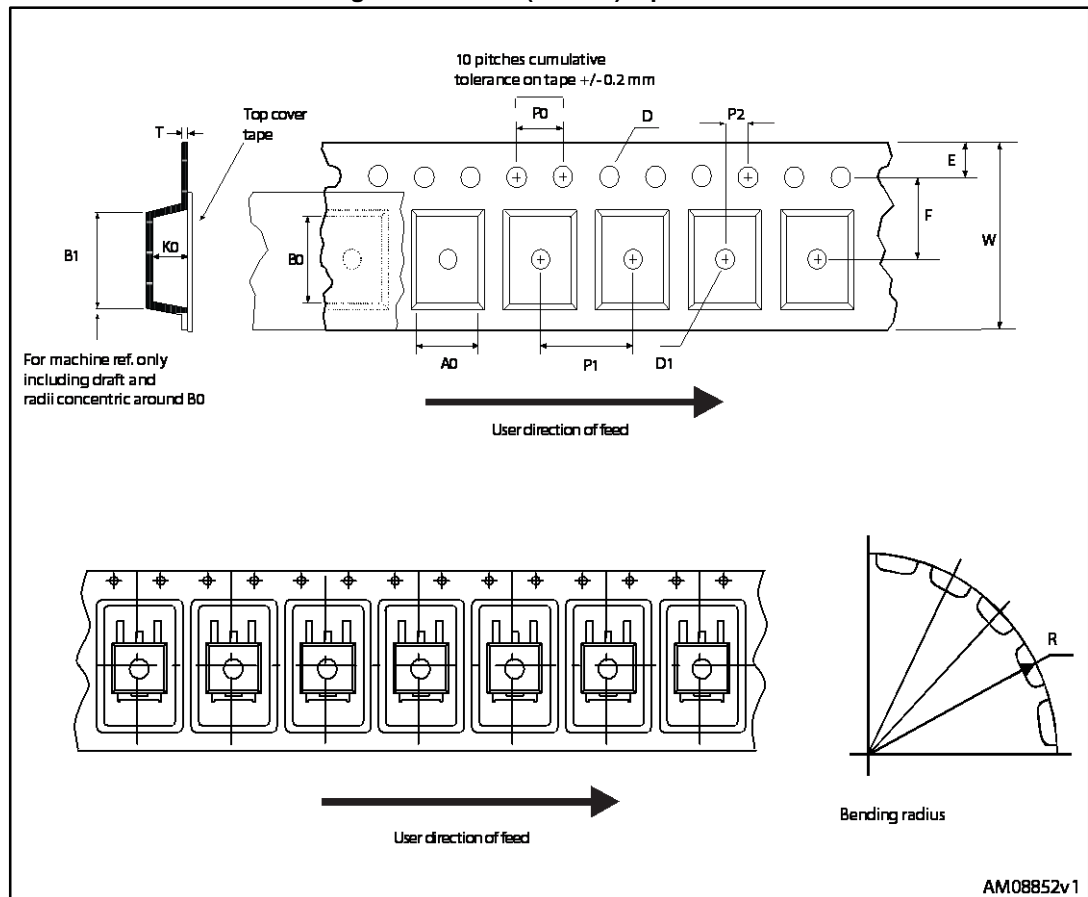 10 pitches cumulative
tolerance on tape +/- 0.2 mm
P0
D
P2
T
Top cover
tape
E
F
W
B1
K0
B0
For machine ref. only
including draft and
radii concentric around B0
A0
P1
D1
User direction of feed
R
Bending radius
User direction of feed
AM08852v1